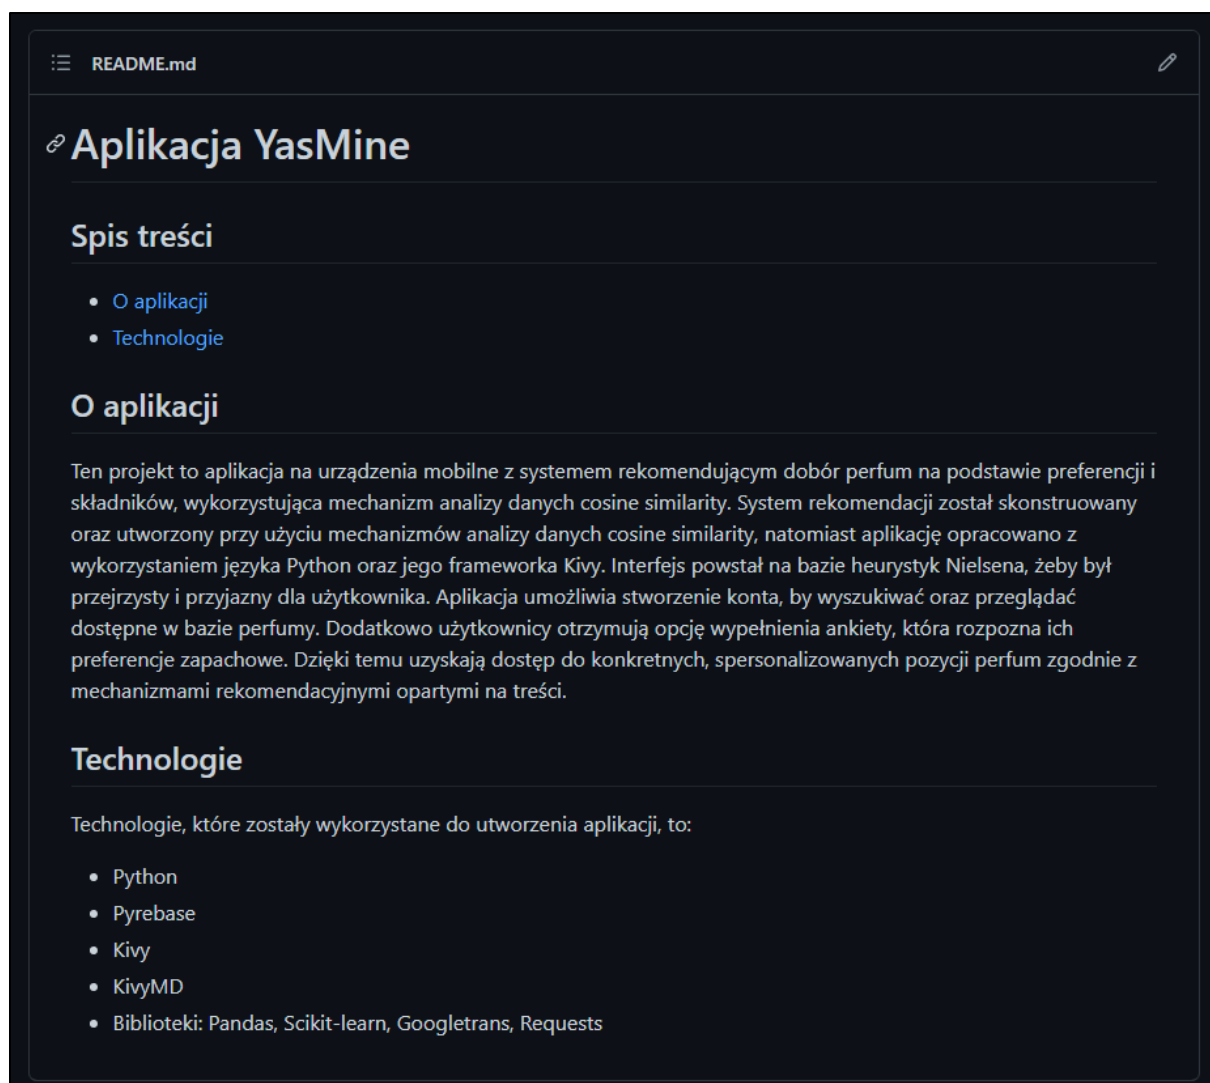 README.md
Aplikacja YasMine
Spis treści
O aplikacji
Technologie
O aplikacji
Ten projekt to aplikacja na urządzenia mobilne z systemem rekomendującym dobór perfum na podstawie preferencji i
składników, wykorzystująca mechanizm analizy danych cosine similarity. System rekomendacji został skonstruowany
oraz utworzony przy użyciu mechanizmów analizy danych cosine similarity, natomiast aplikację opracowano z
wykorzystaniem języka Python oraz jego frameworka Kivy. Interfejs powstał na bazie heurystyk Nielsena, żeby był
przejrzysty i przyjazny dla użytkownika. Aplikacja umożliwia stworzenie konta, by wyszukiwać oraz przeglądać
dostępne w bazie perfumy. Dodatkowo użytkownicy otrzymują opcję wypełnienia ankiety, która rozpozna ich
preferencje zapachowe. Dzięki temu uzyskają dostęp do konkretnych, spersonalizowanych pozycji perfum zgodnie z
mechanizmami rekomendacyjnymi opartymi na treści.
Technologie
Technologie, które zostały wykorzystane do utworzenia aplikacji, to:
Python
Pyrebase
Kivy
KivyMD
Biblioteki: Pandas, Scikit-learn, Googletrans, Requests